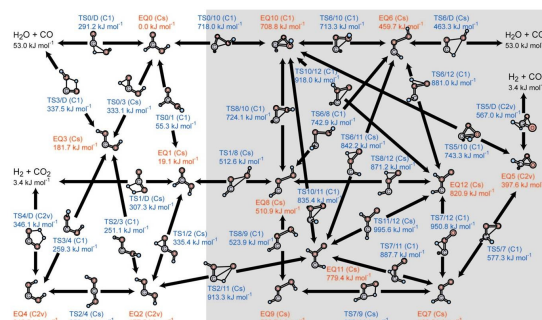 TS0/D (C1)
291.2 kJ mol⁻¹
EQ0 (Cs)
0.0 kJ mol⁻¹
TS0/10 (C1)
718.0 kJ mol⁻¹
EQ10 (C1)
708.8 kJ mol⁻¹
TS6/10 (C1)
713.3 kJ mol⁻¹
EQ6 (Cs)
459.7 kJ mol⁻¹
TS6/D (Cs)
463.3 kJ mol⁻¹
H₂O + CO
53.0 kJ mol⁻¹
H₂O + CO
53.0 kJ mol⁻¹
TS10/12 (C1)
918.0 kJ mol⁻¹
TS6/12 (C1)
881.0 kJ mol⁻¹
H₂ + CO
3.4 kJ mol⁻¹
TS3/D (C1)
337.5 kJ mol⁻¹
TS0/3 (Cs)
333.1 kJ mol⁻¹
TS0/1 (C1)
55.3 kJ mol⁻¹
TS8/10 (C1)
724.1 kJ mol⁻¹
TS6/8 (C1)
742.9 kJ mol⁻¹
TS6/11 (Cs)
842.2 kJ mol⁻¹
TS5/D (C2v)
567.0 kJ mol⁻¹
EQ3 (Cs)
181.7 kJ mol⁻¹
EQ1 (Cs)
19.1 kJ mol⁻¹
TS1/8 (Cs)
512.6 kJ mol⁻¹
TS8/12 (Cs)
871.2 kJ mol⁻¹
TS5/10 (C1)
743.3 kJ mol⁻¹
EQ5 (C2v)
397.6 kJ mol⁻¹
H₂ + CO₂
3.4 kJ mol⁻¹
TS1/D (Cs)
307.3 kJ mol⁻¹
EQ8 (Cs)
510.9 kJ mol⁻¹
TS10/11 (Cs)
835.4 kJ mol⁻¹
EQ12 (Cs)
820.9 kJ mol⁻¹
TS4/D (C2v)
346.1 kJ mol⁻¹
TS3/4 (Cs)
259.3 kJ mol⁻¹
TS2/3 (C1)
251.1 kJ mol⁻¹
TS1/2 (Cs)
335.4 kJ mol⁻¹
TS8/9 (C1)
523.9 kJ mol⁻¹
TS11/12 (Cs)
995.6 kJ mol⁻¹
TS7/12 (C1)
950.8 kJ mol⁻¹
TS7/11 (Cs)
887.7 kJ mol⁻¹
TS5/7 (C1)
577.3 kJ mol⁻¹
TS2/11 (Cs)
913.3 kJ mol⁻¹
EQ11 (Cs)
779.4 kJ mol⁻¹
EQ4 (C2v)
TS2/4 (Cs)
EQ2 (C2v)
EQ9 (Cs)
TS7/9 (Cs)
EQ7 (Cs)